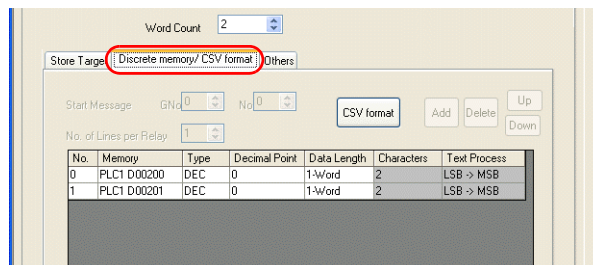 Word Count 2
Store Targe Discrete memory/ CSV format Others
Start Message GNo 0 No 0 CSV format Add Delete Up
No. of Lines per Relay 1 Down
No. Memory Type Decimal Point Data Length Characters Text Process
0 PLC1 D00200 DEC 0 1-Word 2 LSB -> MSB
1 PLC1 D00201 DEC 0 1-Word 2 LSB -> MSB